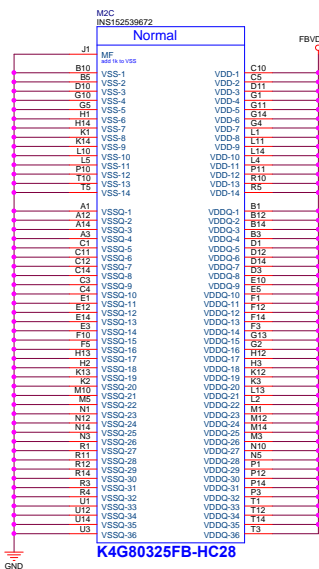 M2C
INS152539672
Normal
FBVD
J1 MF
add 1k to VSS
B10 VSS-1 VDD-1 C10
B5 VSS-2 VDD-2 C5
D10 VSS-3 VDD-3 D11
G10 VSS-4 VDD-4 G1
G5 VSS-5 VDD-5 G11
H1 VSS-6 VDD-6 G14
H14 VSS-7 VDD-7 G4
K1 VSS-8 VDD-8 L1
K14 VSS-9 VDD-9 L11
L10 VSS-10 VDD-10 L14
L5 VSS-11 VDD-11 L4
P10 VSS-12 VDD-12 P11
T10 VSS-13 VDD-13 R10
T5 VSS-14 VDD-14 R5
A1 VSSQ-1 VDDQ-1 B1
A12 VSSQ-2 VDDQ-2 B12
A14 VSSQ-3 VDDQ-3 B14
A3 VSSQ-4 VDDQ-4 B3
C1 VSSQ-5 VDDQ-5 D1
C11 VSSQ-6 VDDQ-6 D12
C12 VSSQ-7 VDDQ-7 D14
C14 VSSQ-8 VDDQ-8 D3
C3 VSSQ-9 VDDQ-9 E10
C4 VSSQ-10 VDDQ-10 E5
E1 VSSQ-11 VDDQ-11 F1
E12 VSSQ-12 VDDQ-12 F12
E14 VSSQ-13 VDDQ-13 F14
E3 VSSQ-14 VDDQ-14 F3
F10 VSSQ-15 VDDQ-15 G13
F5 VSSQ-16 VDDQ-16 G2
H13 VSSQ-17 VDDQ-17 H12
H2 VSSQ-18 VDDQ-18 H3
K13 VSSQ-19 VDDQ-19 K12
K2 VSSQ-20 VDDQ-20 K3
M10 VSSQ-21 VDDQ-21 L13
M5 VSSQ-22 VDDQ-22 L2
N1 VSSQ-23 VDDQ-23 M1
N12 VSSQ-24 VDDQ-24 M12
N14 VSSQ-25 VDDQ-25 M14
N3 VSSQ-26 VDDQ-26 M3
R1 VSSQ-27 VDDQ-27 N10
R11 VSSQ-28 VDDQ-28 N5
R12 VSSQ-29 VDDQ-29 P1
R14 VSSQ-30 VDDQ-30 P12
R3 VSSQ-31 VDDQ-31 P14
R4 VSSQ-32 VDDQ-32 P3
U1 VSSQ-33 VDDQ-33 T1
U12 VSSQ-34 VDDQ-34 T12
U14 VSSQ-35 VDDQ-35 T14
U3 VSSQ-36 VDDQ-36 T3
K4G80325FB-HC28
GND